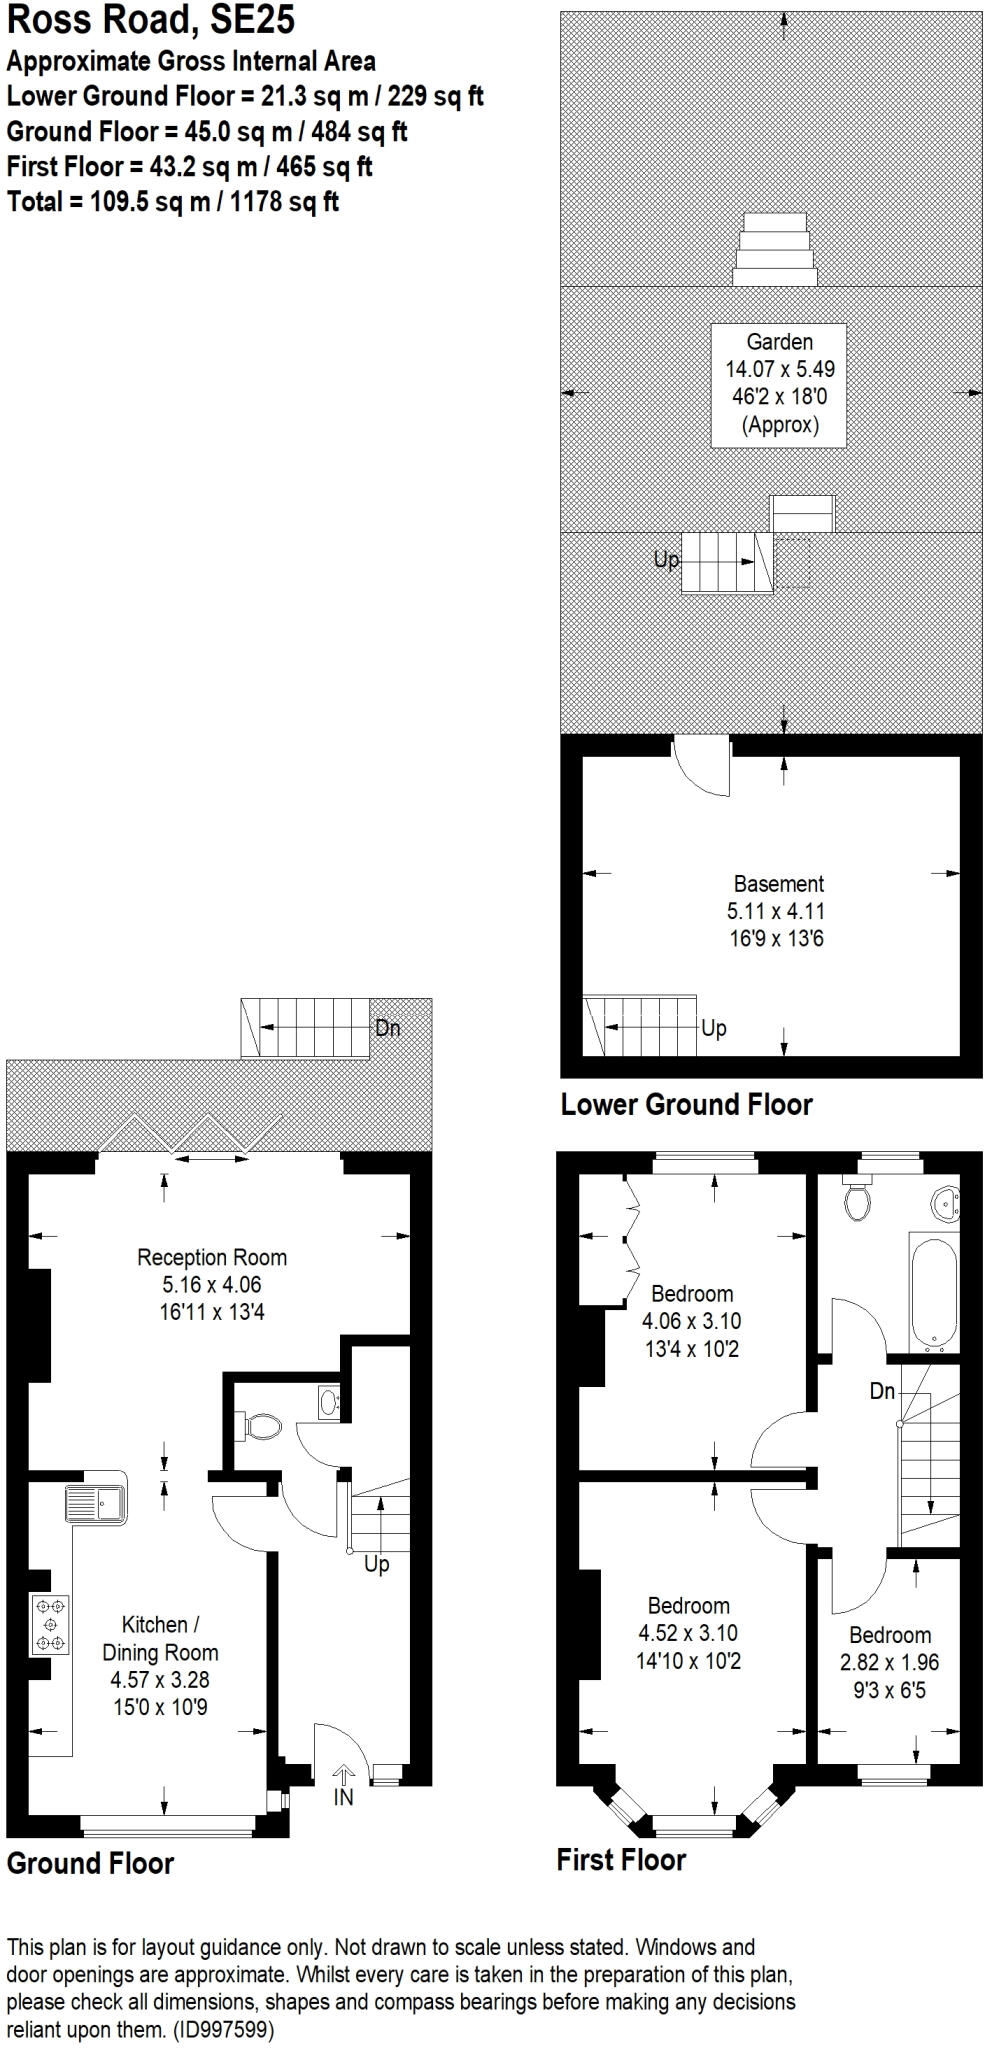 Ross Road, SE25
Approximate Gross Internal Area
Lower Ground Floor = 21.3 sq m / 229 sq ft
Ground Floor = 45.0 sq m / 484 sq ft
First Floor = 43.2 sq m / 465 sq ft
Total = 109.5 sq m / 1178 sq ft
Garden
14.07 x 5.49
46'2 x 18'0
(Approx)
Up
Basement
5.11 x 4.11
16'9 x 13'6
Up
Lower Ground Floor
Dn
Reception Room
5.16 x 4.06
16'11 x 13'4
Up
Kitchen /
Dining Room
4.57 x 3.28
15'0 x 10'9
IN
Ground Floor
Bedroom
4.06 x 3.10
13'4 x 10'2
Dn
Bedroom
4.52 x 3.10
14'10 x 10'2
Bedroom
2.82 x 1.96
9'3 x 6'5
First Floor
This plan is for layout guidance only. Not drawn to scale unless stated. Windows and
door openings are approximate. Whilst every care is taken in the preparation of this plan,
please check all dimensions, shapes and compass bearings before making any decisions
reliant upon them. (ID997599)